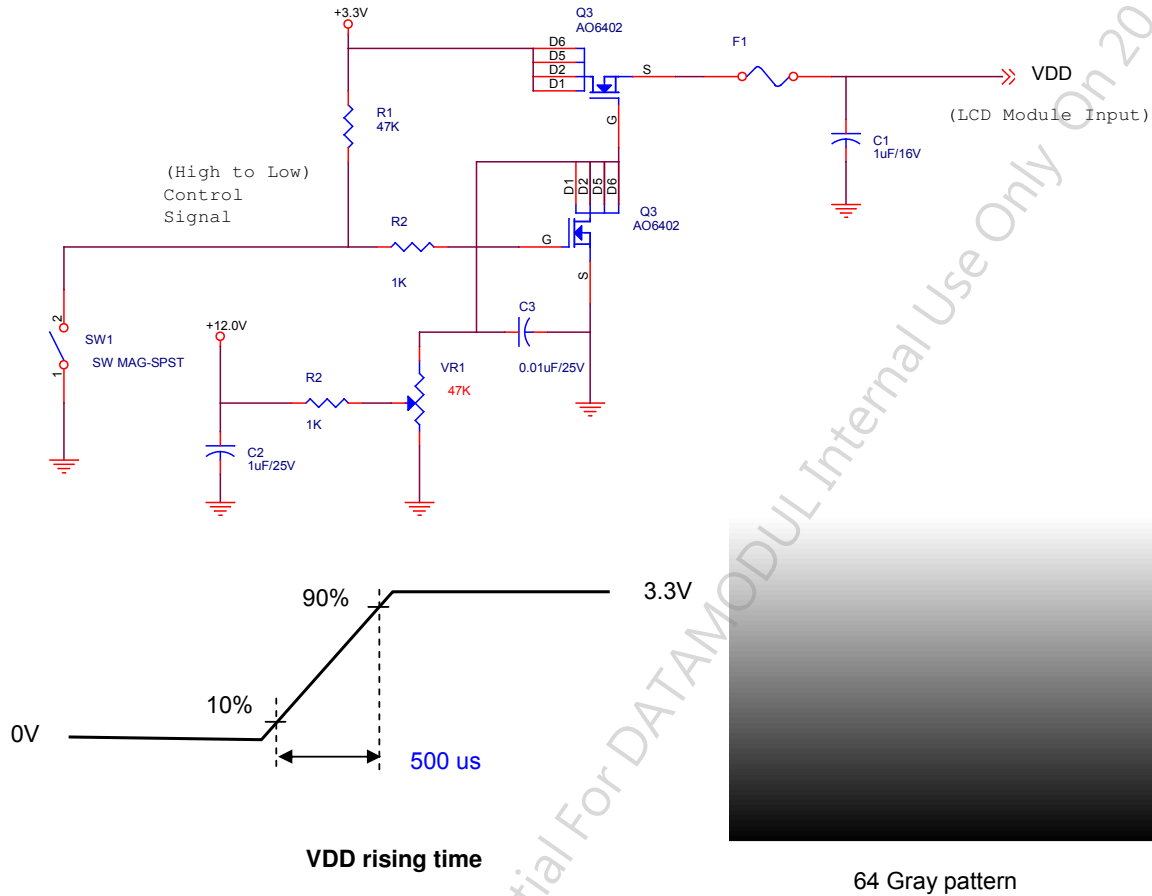 +3.3V
Q3
AO6402
D6
D5
D2
D1
S
G
F1
VDD
(LCD Module Input)
R1
47K
C1
1uF/16V
(High to Low)
Control
Signal
D1
D2
D5
D6
Q3
AO6402
R2
1K
G
S
2
1
SW1
SW MAG-SPST
+12.0V
C3
0.01uF/25V
R2
1K
VR1
47K
C2
1uF/25V
90%
3.3V
10%
0V
500 us
VDD rising time
64 Gray pattern
tial For DATAMODUL Internal Use Only On 20